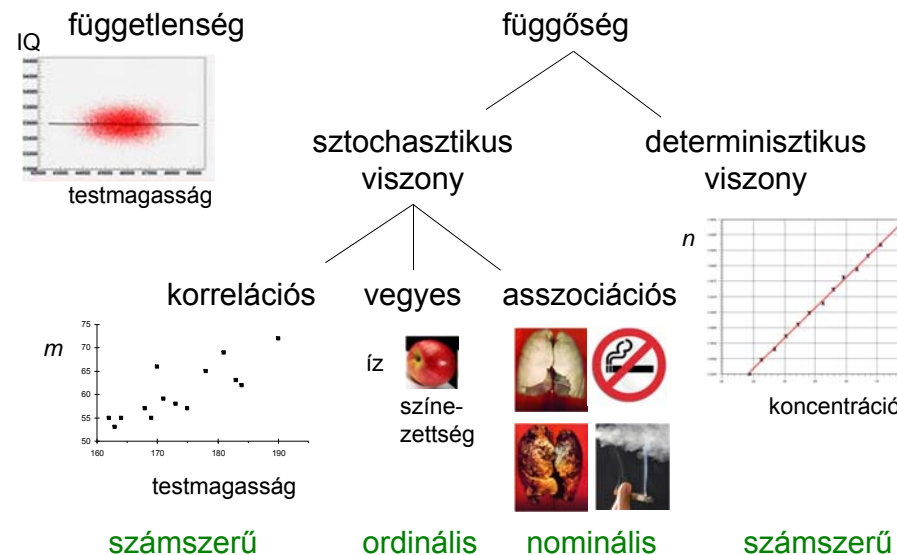 függetlenség
függőség
IQ
testmagasság
sztochasztikus
viszony
determinisztikus
viszony
korrelációs
vegyes
asszociációs
n
m
75
70
65
60
55
50
160
170
180
190
testmagasság
íz
színe-
zettség
koncentráció
számszerű
ordinális
nominális
számszerű